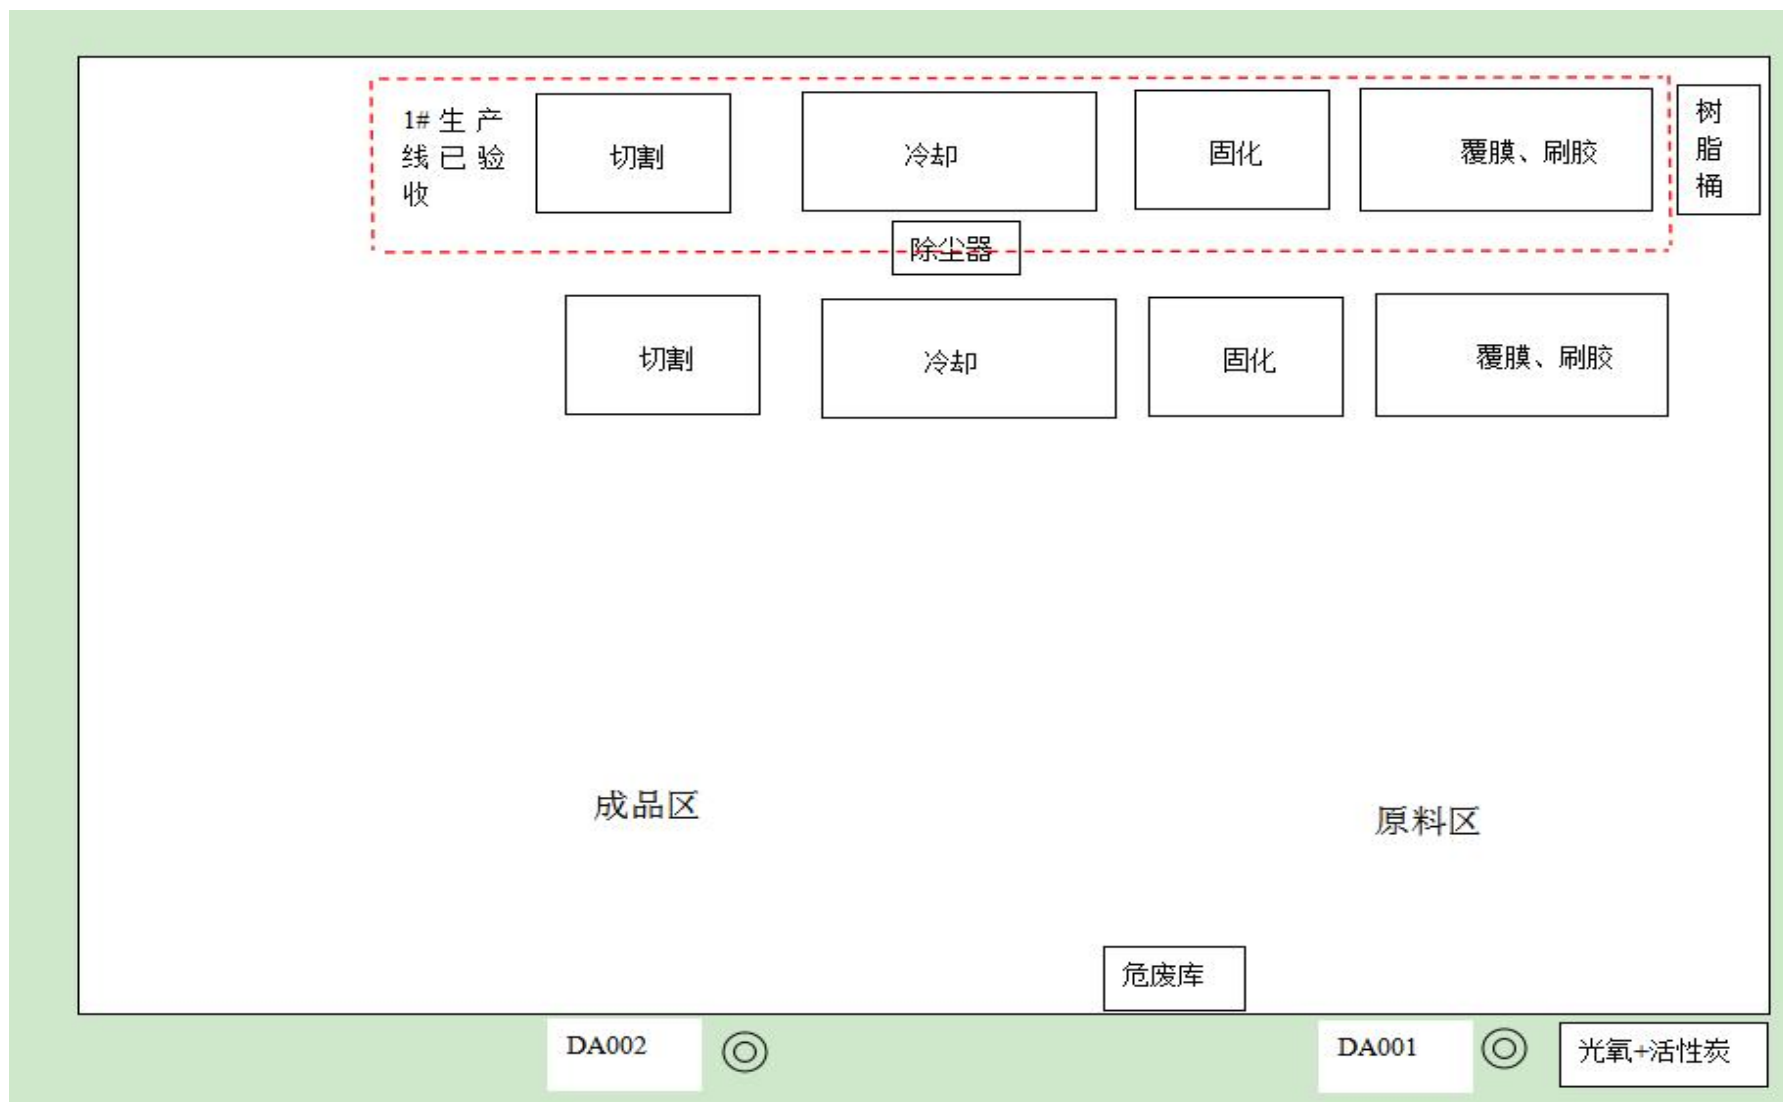 1# 生 产
线 已 验
收
切割
冷却
固化
覆膜、刷胶
树
脂
桶
除尘器
切割
冷却
固化
覆膜、刷胶
成品区
原料区
危废库
DA002
DA001
光氧+活性炭